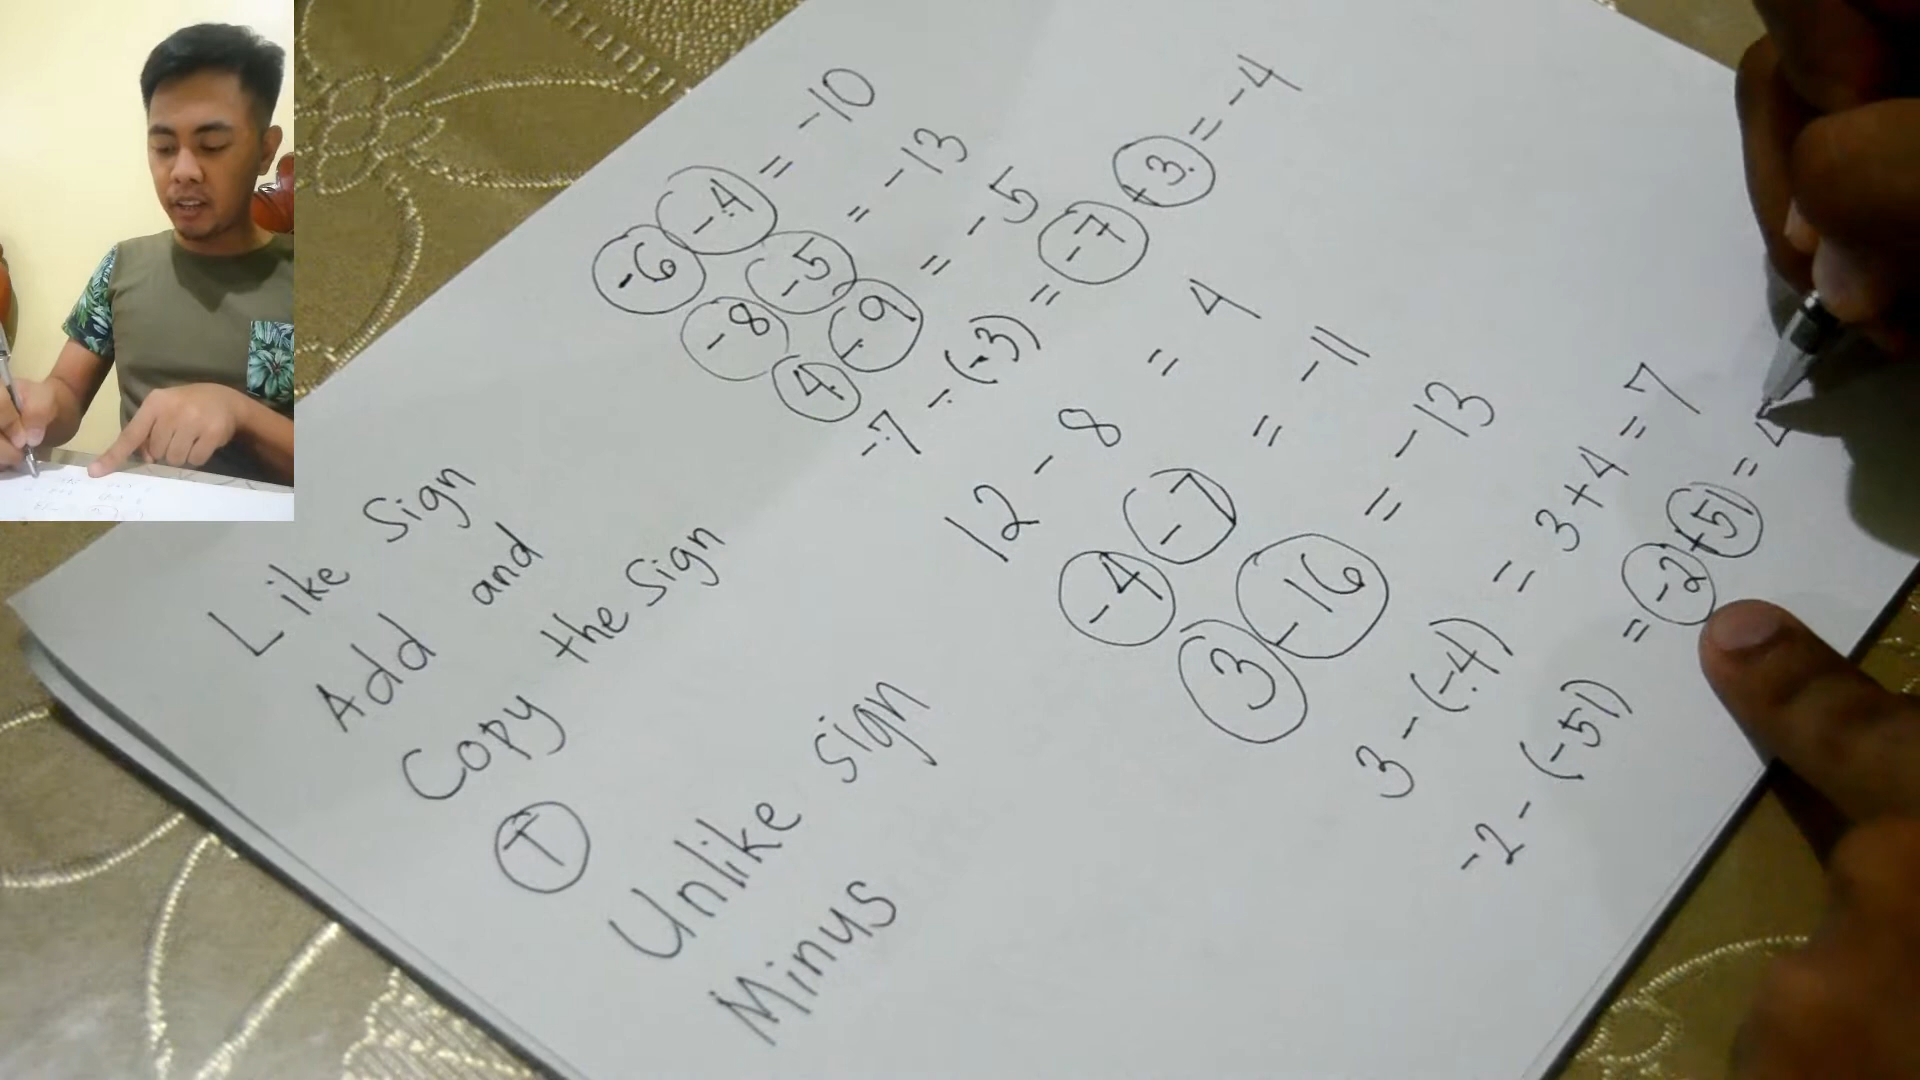 Like Sign
Add and
Copy the Sign
+
Unlike Sign
Minus
-6 -4 = -10
-8 -5 = -13
4 -9 = -5
-7 - (-3) = -7 +3 = -4
12 - 8 = 4
-4 -7 = -11
3 -16 = -13
3 - (-4) = 3 + 4 = 7
-2 - (-51) = -2 +51 = 4